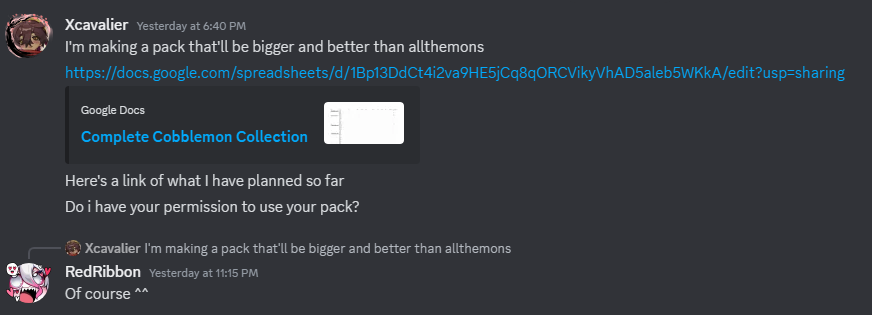 Xcavalier Yesterday at 6:40 PM
I'm making a pack that'll be bigger and better than allthemons
https://docs.google.com/spreadsheets/d/1Bp13DdCt4i2va9HE5jCq8qORCVikyVhAD5aleb5WKkA/edit?usp=sharing
Google Docs
Complete Cobblemon Collection
Here's a link of what I have planned so far
Do i have your permission to use your pack?
Xcavalier I'm making a pack that'll be bigger and better than allthemons
RedRibbon Yesterday at 11:15 PM
Of course ^^